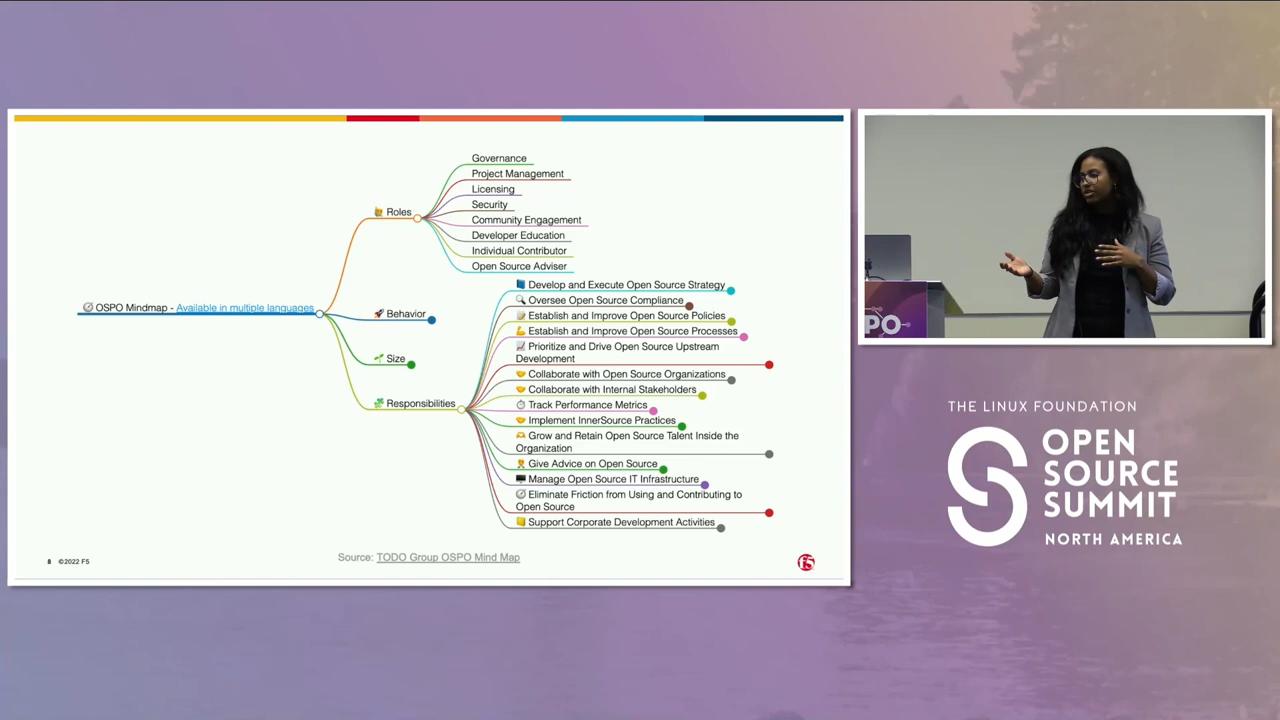 Governance
Project Management
Licensing
Security
Community Engagement
Developer Education
Individual Contributor
Open Source Adviser
Roles
OSPO Mindmap - Available in multiple languages
Behavior
Size
Responsibilities
Develop and Execute Open Source Strategy
Oversee Open Source Compliance
Establish and Improve Open Source Policies
Establish and Improve Open Source Processes
Prioritize and Drive Open Source Upstream
Development
Collaborate with Open Source Organizations
Collaborate with Internal Stakeholders
Track Performance Metrics
Implement InnerSource Practices
Grow and Retain Open Source Talent Inside the
Organization
Give Advice on Open Source
Manage Open Source IT Infrastructure
Eliminate Friction from Using and Contributing to
Open Source
Support Corporate Development Activities
Source: TODO Group OSPO Mind Map
8 ©2022 F5
F5
PO
THE LINUX FOUNDATION
OPEN
SOURCE
SUMMIT
NORTH AMERICA